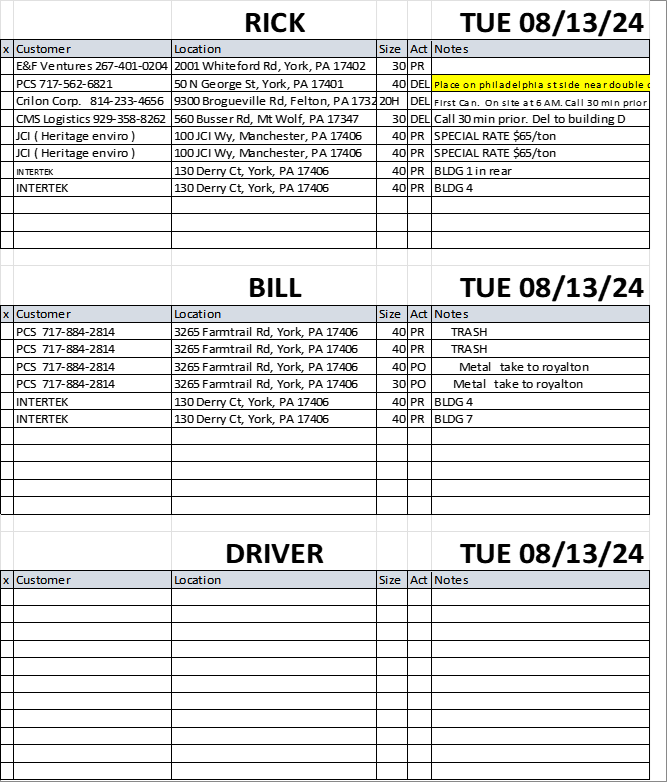 RICK TUE 08/13/24
x Customer Location Size Act Notes
E&F Ventures 267-401-0204 2001 Whiteford Rd, York, PA 17402 30 PR
PCS 717-562-6821 50 N George St, York, PA 17401 40 DEL Place on philadelphia st side near double
Crilon Corp. 814-233-4656 9300 Brogueville Rd, Felton, PA 1732 20H DEL First Can. On site at 6 AM. Call 30 min prior
CMS Logistics 929-358-8262 560 Busser Rd, Mt Wolf, PA 17347 30 DEL Call 30 min prior. Del to building D
JCI ( Heritage enviro ) 100 JCI Wy, Manchester, PA 17406 40 PR SPECIAL RATE $65/ton
JCI ( Heritage enviro ) 100 JCI Wy, Manchester, PA 17406 40 PR SPECIAL RATE $65/ton
INTERTEK 130 Derry Ct, York, PA 17406 40 PR BLDG 1 in rear
INTERTEK 130 Derry Ct, York, PA 17406 40 PR BLDG 4
BILL TUE 08/13/24
x Customer Location Size Act Notes
PCS 717-884-2814 3265 Farmtrail Rd, York, PA 17406 40 PR TRASH
PCS 717-884-2814 3265 Farmtrail Rd, York, PA 17406 40 PR TRASH
PCS 717-884-2814 3265 Farmtrail Rd, York, PA 17406 40 PO Metal take to royalton
PCS 717-884-2814 3265 Farmtrail Rd, York, PA 17406 30 PO Metal take to royalton
INTERTEK 130 Derry Ct, York, PA 17406 40 PR BLDG 4
INTERTEK 130 Derry Ct, York, PA 17406 40 PR BLDG 7
DRIVER TUE 08/13/24
x Customer Location Size Act Notes